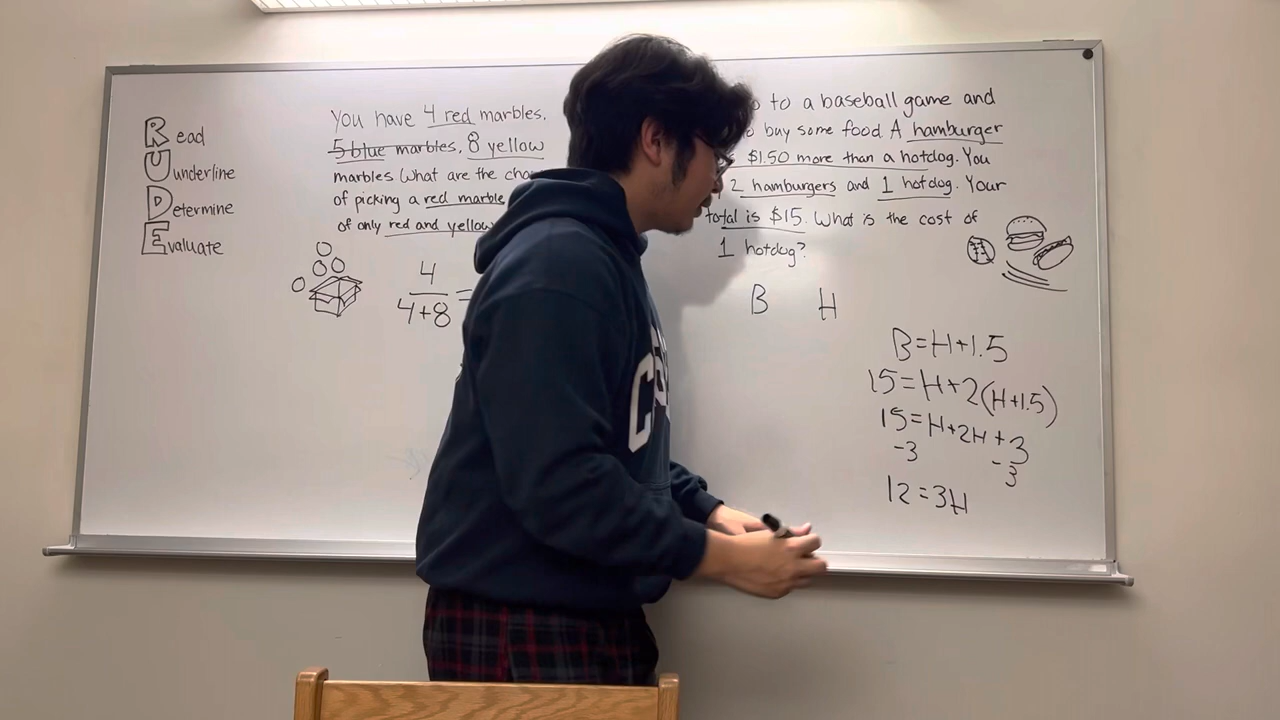 Read
Underline
Determine
Evaluate
You have 4 red marbles,
5 blue marbles, 8 yellow
marbles What are the
of picking a red marble
of only red and yellow
4
4+8
=
to a baseball game and
buy some food. A hamburger
$1.50 more than a hotdog. You
2 hamburgers and 1 hotdog. Your
total is $15. What is the cost of
1 hotdog?
B H
B=H+1.5
15=H+2(H+1.5)
15=H+2H+3
-3 -3
12=3H
C